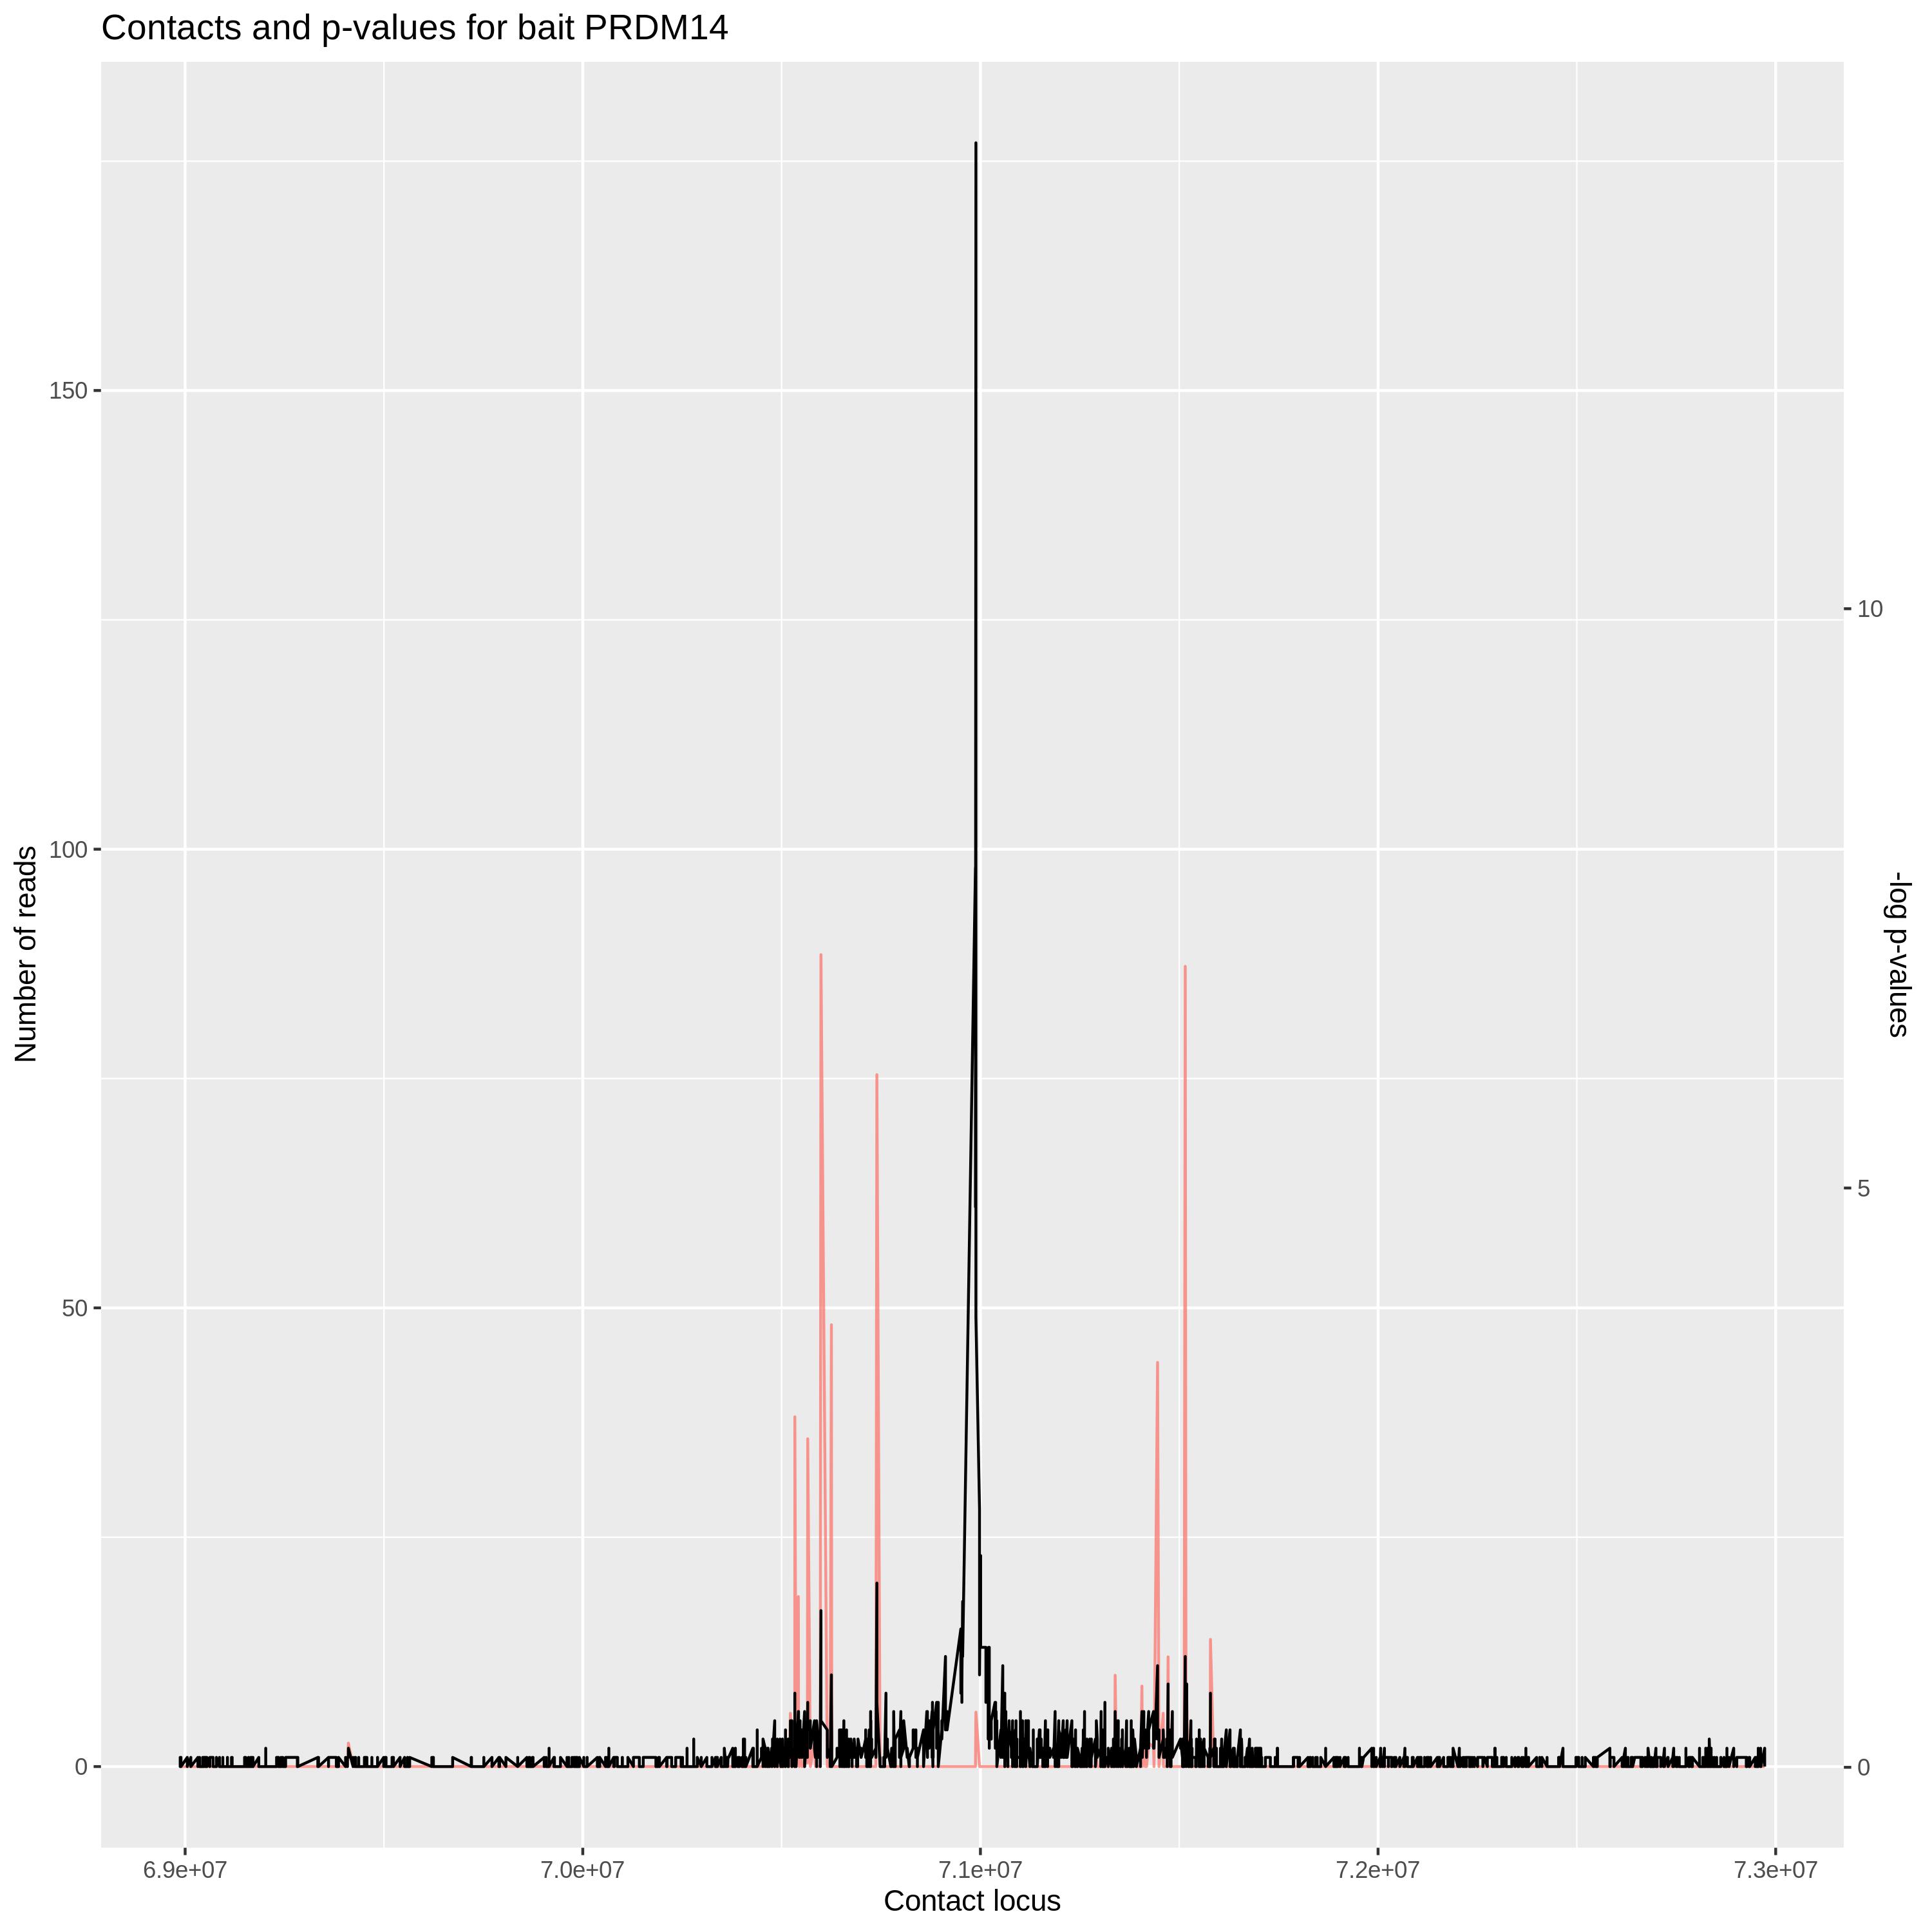 Contacts and p-values for bait PRDM14
Number of reads
150
100
50
0
-log p-values
10
5
0
6.9e+07
7.0e+07
7.1e+07
7.2e+07
7.3e+07
Contact locus